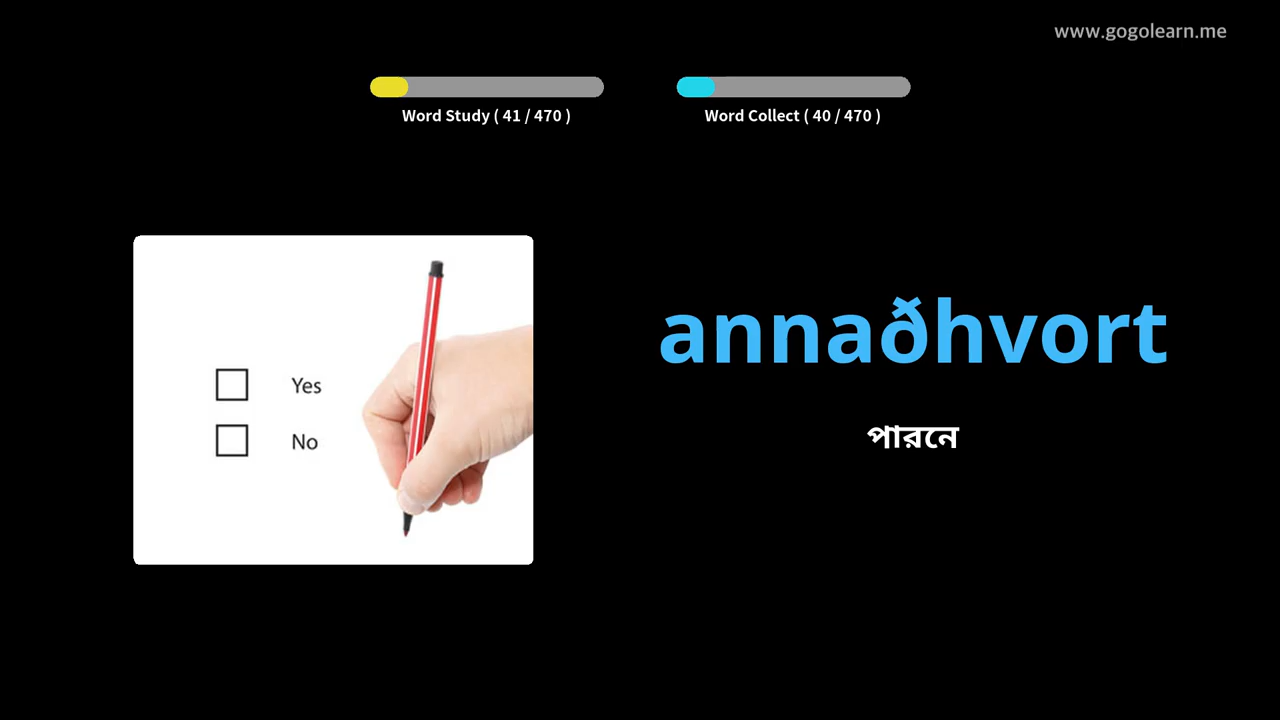 www.gogolearn.me
Word Study ( 41 / 470 )
Word Collect ( 40 / 470 )
Yes
No
annaðhvort
পারনে